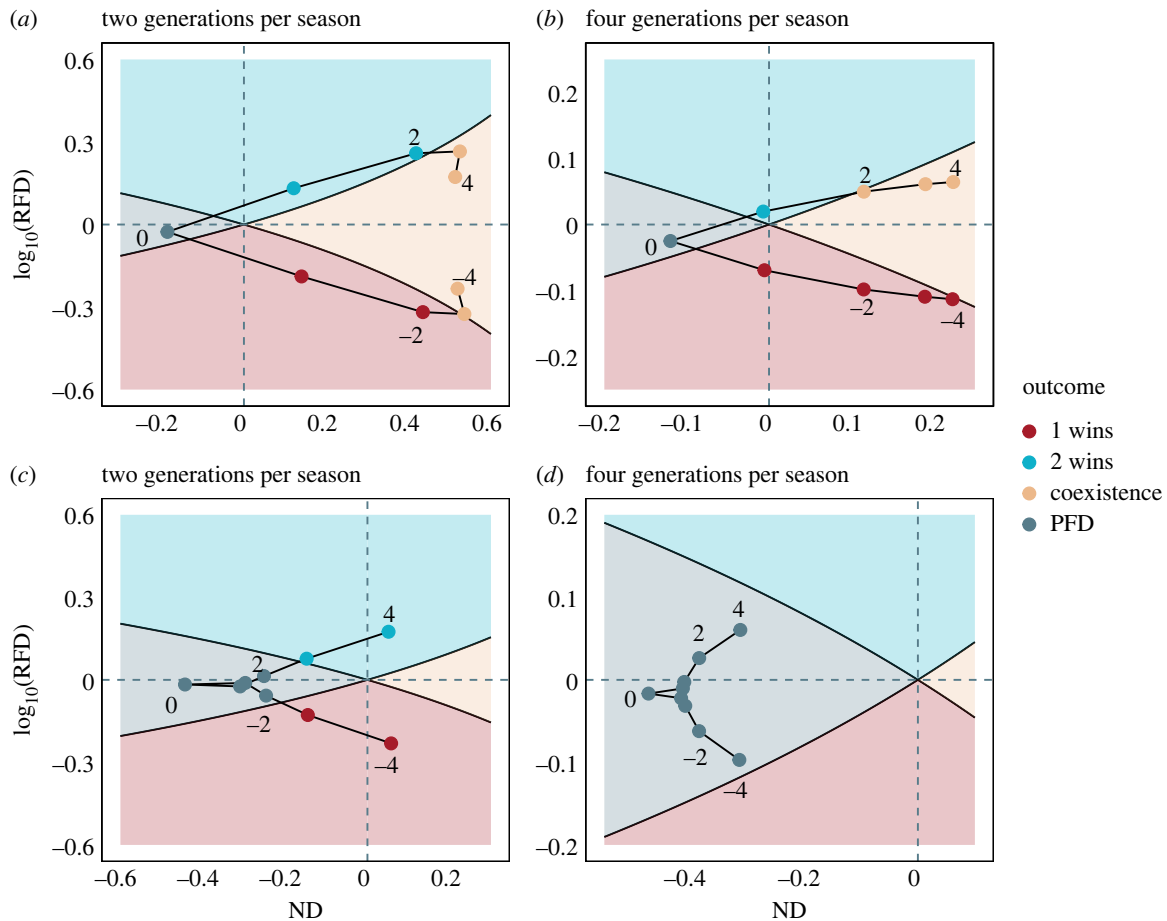 (a) two generations per season
(b) four generations per season
0.6
0.3
0
−0.3
−0.6
log10(RFD)
2
4
0
−4
−2
−0.2 0 0.2 0.4 0.6
0.2
0.1
0
−0.1
−0.2
2
4
0
−2
−4
−0.2 −0.1 0 0.1 0.2
outcome
1 wins
2 wins
coexistence
PFD
(c) two generations per season
(d) four generations per season
0.6
0.3
0
−0.3
−0.6
log10(RFD)
4
2
0
−2
−4
−0.6 −0.4 −0.2 0 0.2
ND
0.2
0.1
0
−0.1
−0.2
4
2
0
−2
−4
−0.4 −0.2 0
ND